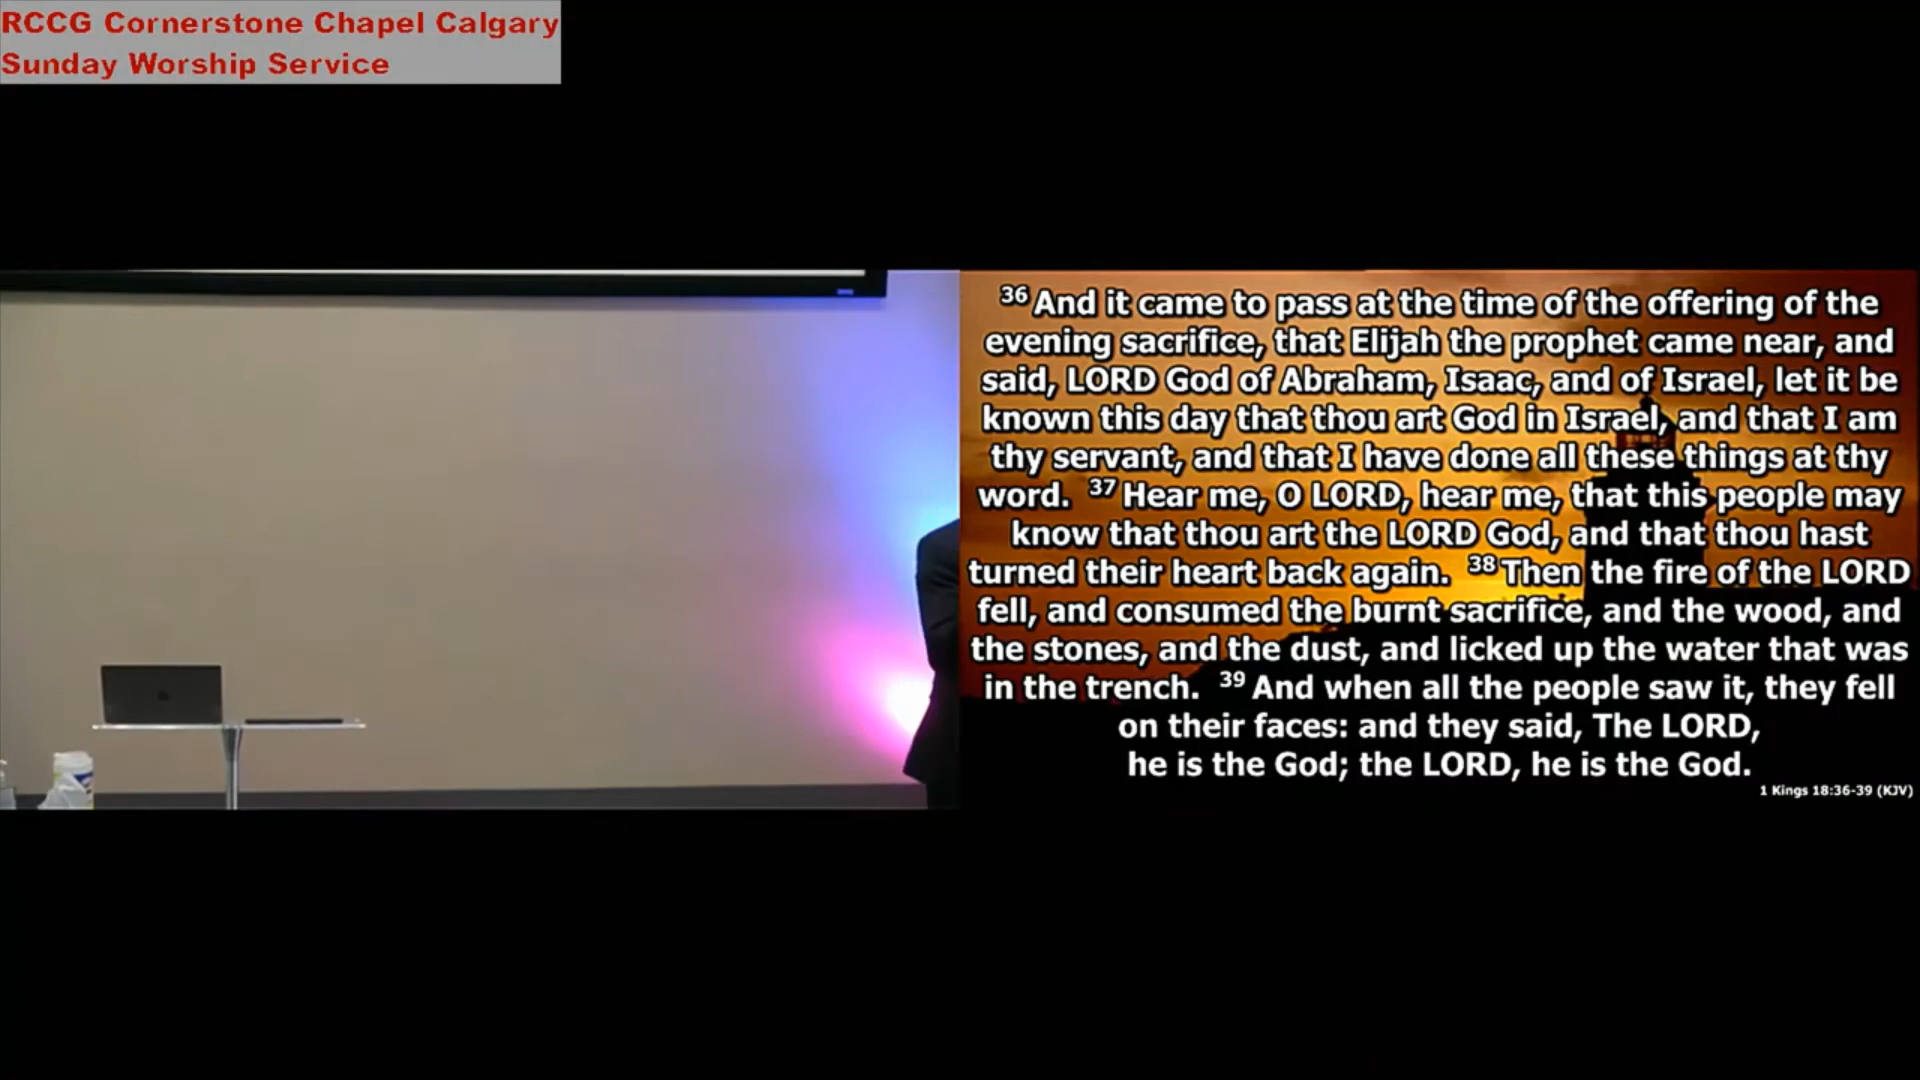 RCCG Cornerstone Chapel Calgary
Sunday Worship Service
36 And it came to pass at the time of the offering of the
evening sacrifice, that Elijah the prophet came near, and
said, LORD God of Abraham, Isaac, and of Israel, let it be
known this day that thou art God in Israel, and that I am
thy servant, and that I have done all these things at thy
word. 37 Hear me, O LORD, hear me, that this people may
know that thou art the LORD God, and that thou hast
turned their heart back again. 38 Then the fire of the LORD
fell, and consumed the burnt sacrifice, and the wood, and
the stones, and the dust, and licked up the water that was
in the trench. 39 And when all the people saw it, they fell
on their faces: and they said, The LORD,
he is the God; the LORD, he is the God.
1 Kings 18:36-39 (KJV)